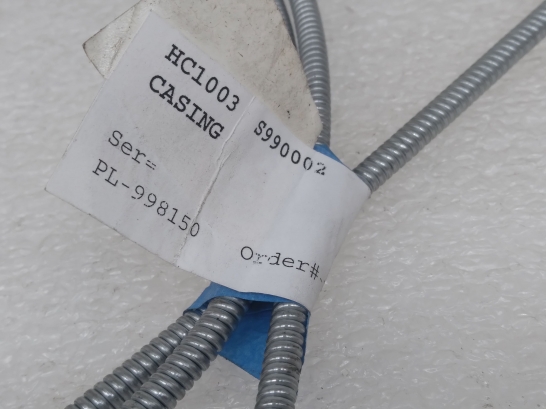 HC1003 S990002
CASING
Ser=
PL-998150
Order#